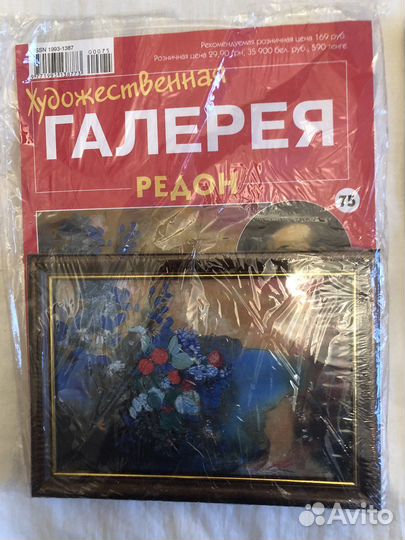 ISSN 1993-1387
00075
Рекомендуемая розничная цена 169 руб.
Розничная цена 29,90 грн, 35 900 бел. руб., 590 тенге
Художественная
ГАЛЕРЕЯ
РЕДОН
75
Avito